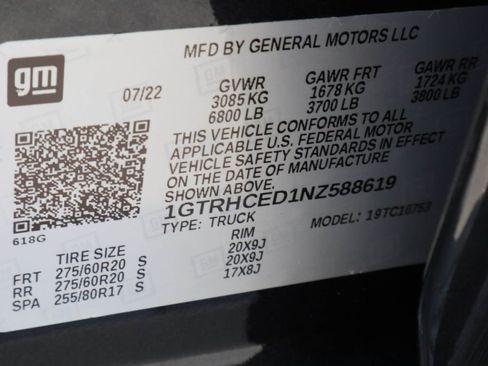 gm
MFD BY GENERAL MOTORS LLC
07/22 GVWR GAWR FRT GAWR RR
3085 KG 1678 KG 1724 KG
6800 LB 3700 LB 3800 LB
THIS VEHICLE CONFORMS TO ALL
APPLICABLE U.S. FEDERAL MOTOR
VEHICLE SAFETY STANDARDS IN EFFECT
ON THE DATE OF MANUFACTURE
SHOWN ABOVE.
1GTRHCED1NZ588619
618G TYPE: TRUCK MODEL: 19TC10753
TIRE SIZE RIM
FRT 275/60R20 S 20X9J
RR 275/60R20 S 20X9J
SPA 255/80R17 S 17X8J